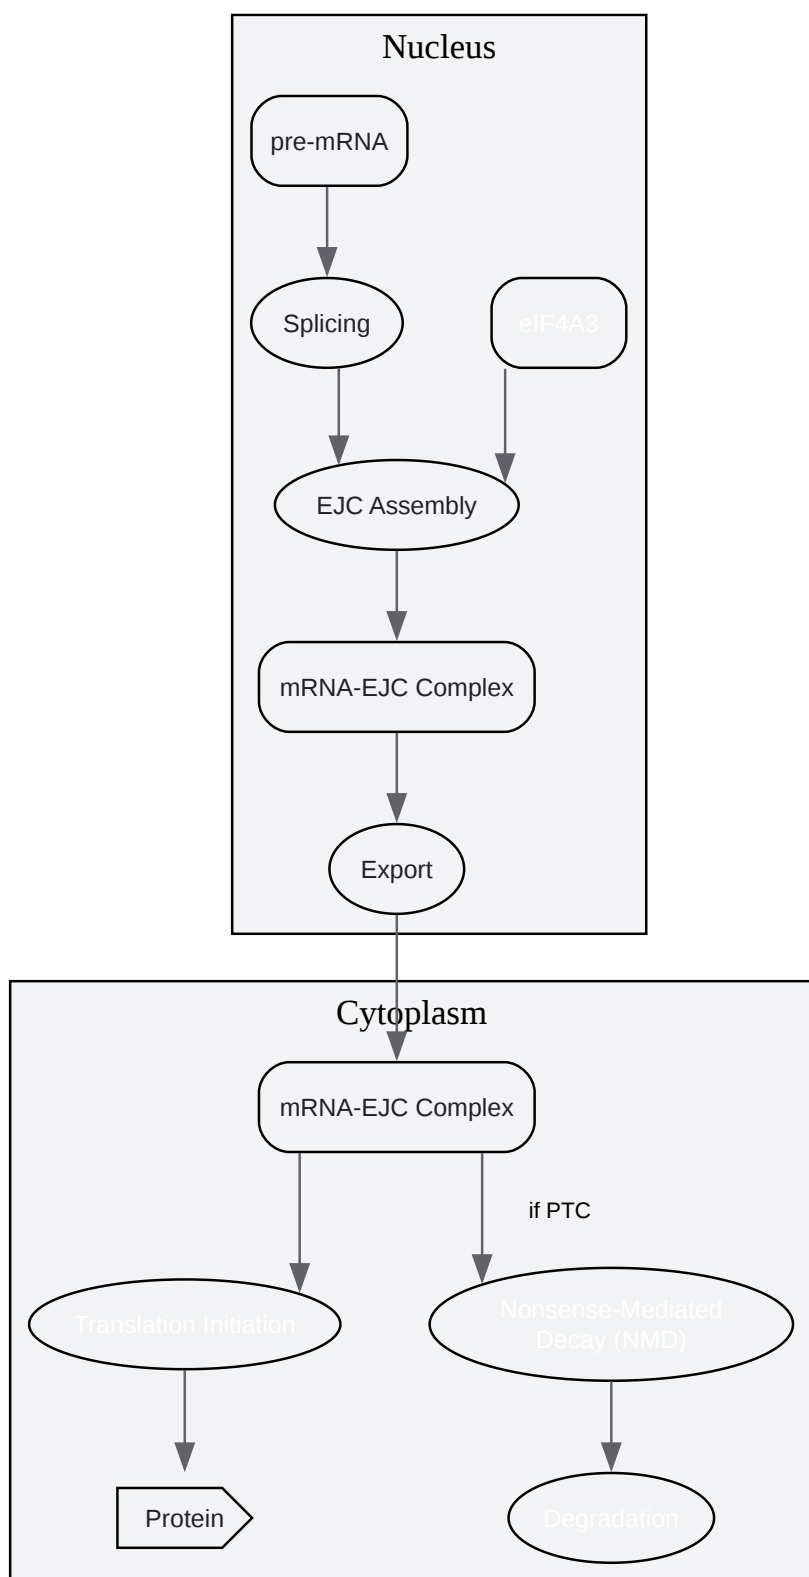 Nucleus
pre-mRNA
Splicing
eIF4A3
EJC Assembly
mRNA-EJC Complex
Export
Cytoplasm
mRNA-EJC Complex
if PTC
Translation Initiation
Nonsense-Mediated
Decay (NMD)
Protein
Degradation